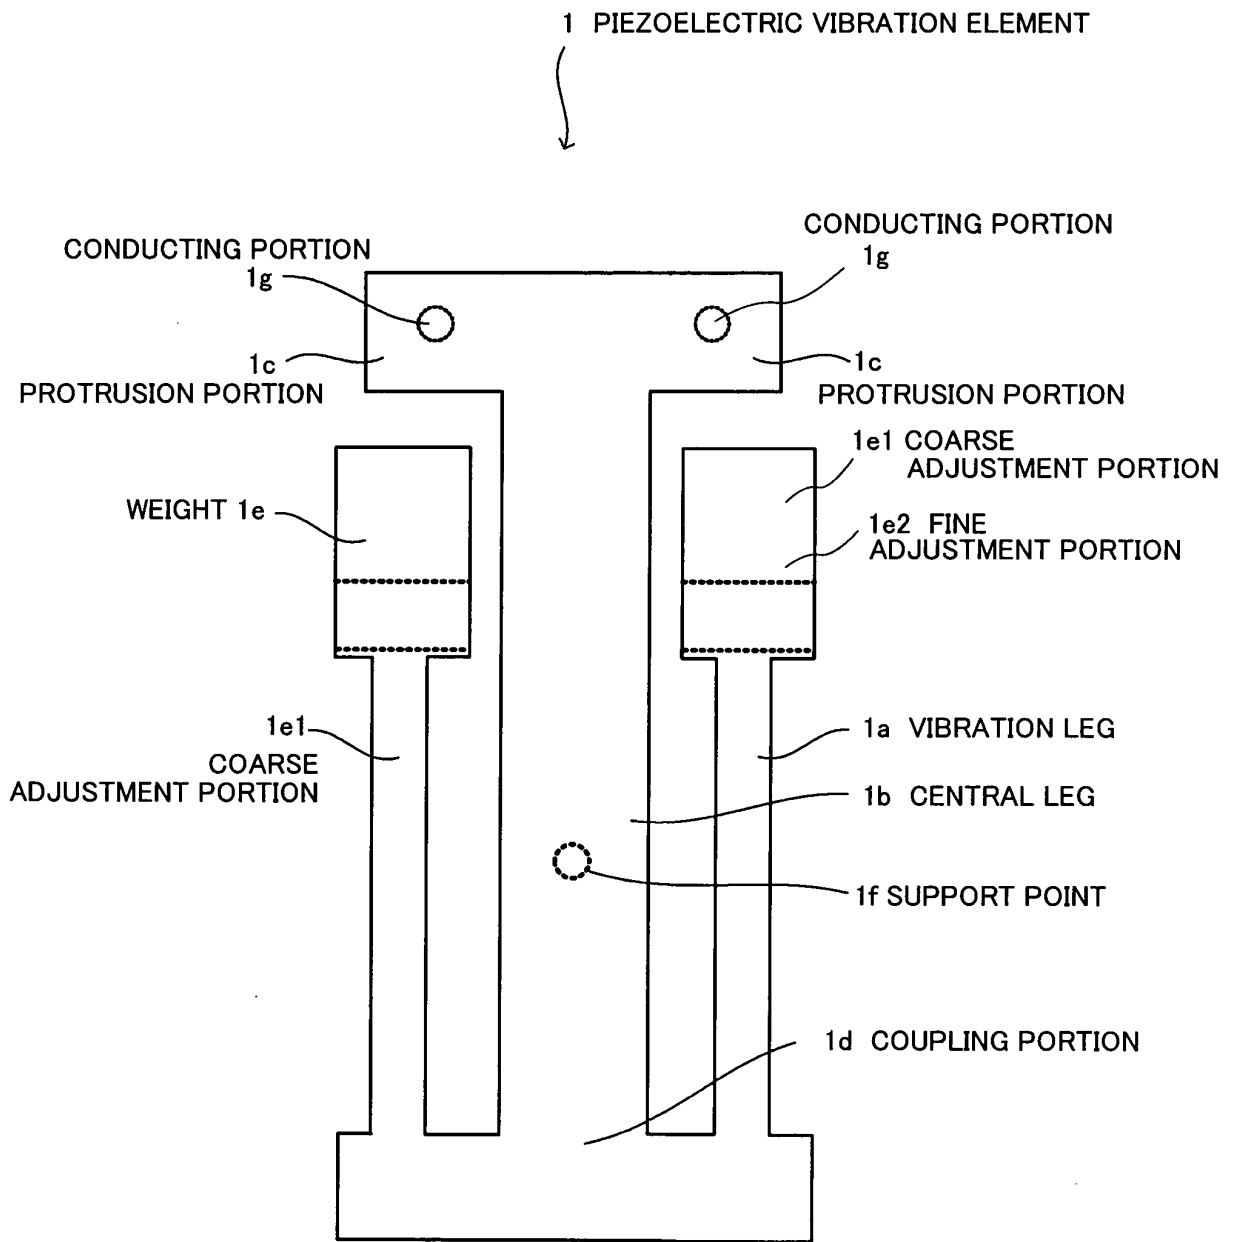 1 PIEZOELECTRIC VIBRATION ELEMENT
CONDUCTING PORTION
1g
CONDUCTING PORTION
1g
1c
PROTRUSION PORTION
1c
PROTRUSION PORTION
1e1 COARSE
ADJUSTMENT PORTION
WEIGHT 1e
1e2 FINE
ADJUSTMENT PORTION
1e1
COARSE
ADJUSTMENT PORTION
1a VIBRATION LEG
1b CENTRAL LEG
1f SUPPORT POINT
1d COUPLING PORTION